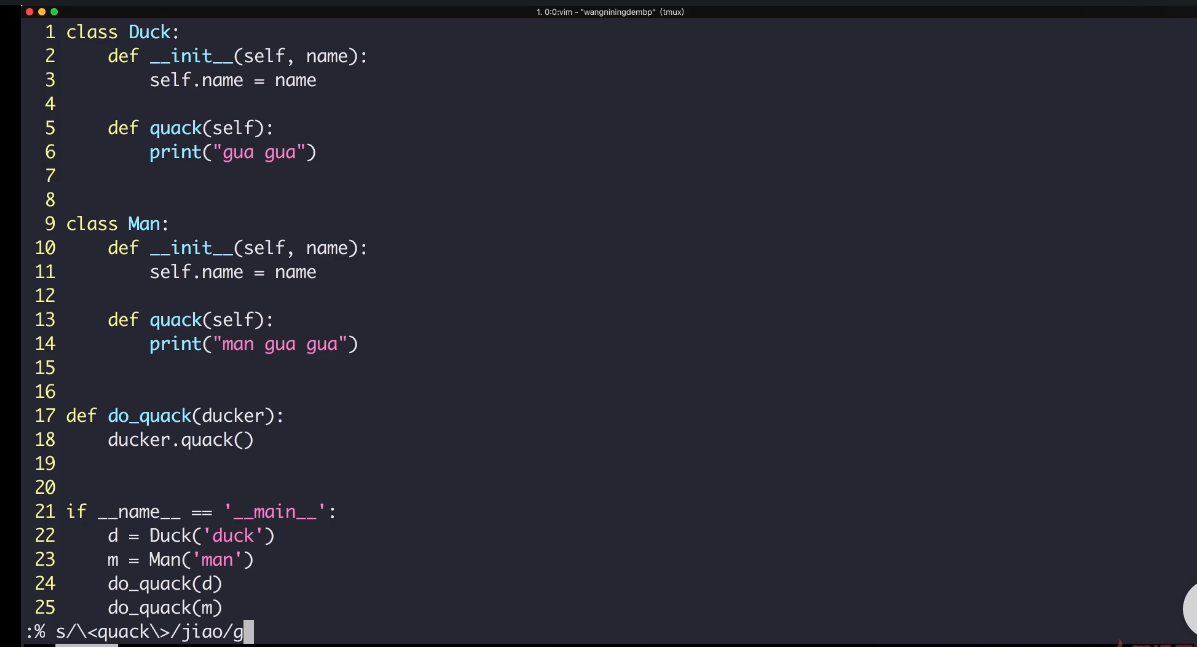 1. 0:0:vim - "wangniningdembp" (tmux)
1 class Duck:
2     def __init__(self, name):
3         self.name = name
4
5     def quack(self):
6         print("gua gua")
7
8
9 class Man:
10     def __init__(self, name):
11         self.name = name
12
13     def quack(self):
14         print("man gua gua")
15
16
17 def do_quack(ducker):
18     ducker.quack()
19
20
21 if __name__ == '__main__':
22     d = Duck('duck')
23     m = Man('man')
24     do_quack(d)
25     do_quack(m)
:% s/\<quack\>/jiao/g